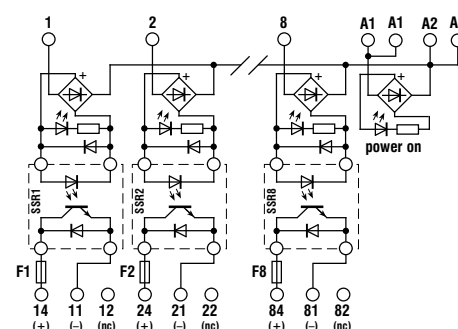 1 2 8 A1 A1 A2 A
+ + + +
power on
SSR1 SSR2 SSR8
F1 F2 F8
14 11 12 24 21 22 84 81 82
(+) (–) (nc) (+) (–) (nc) (+) (–) (nc)